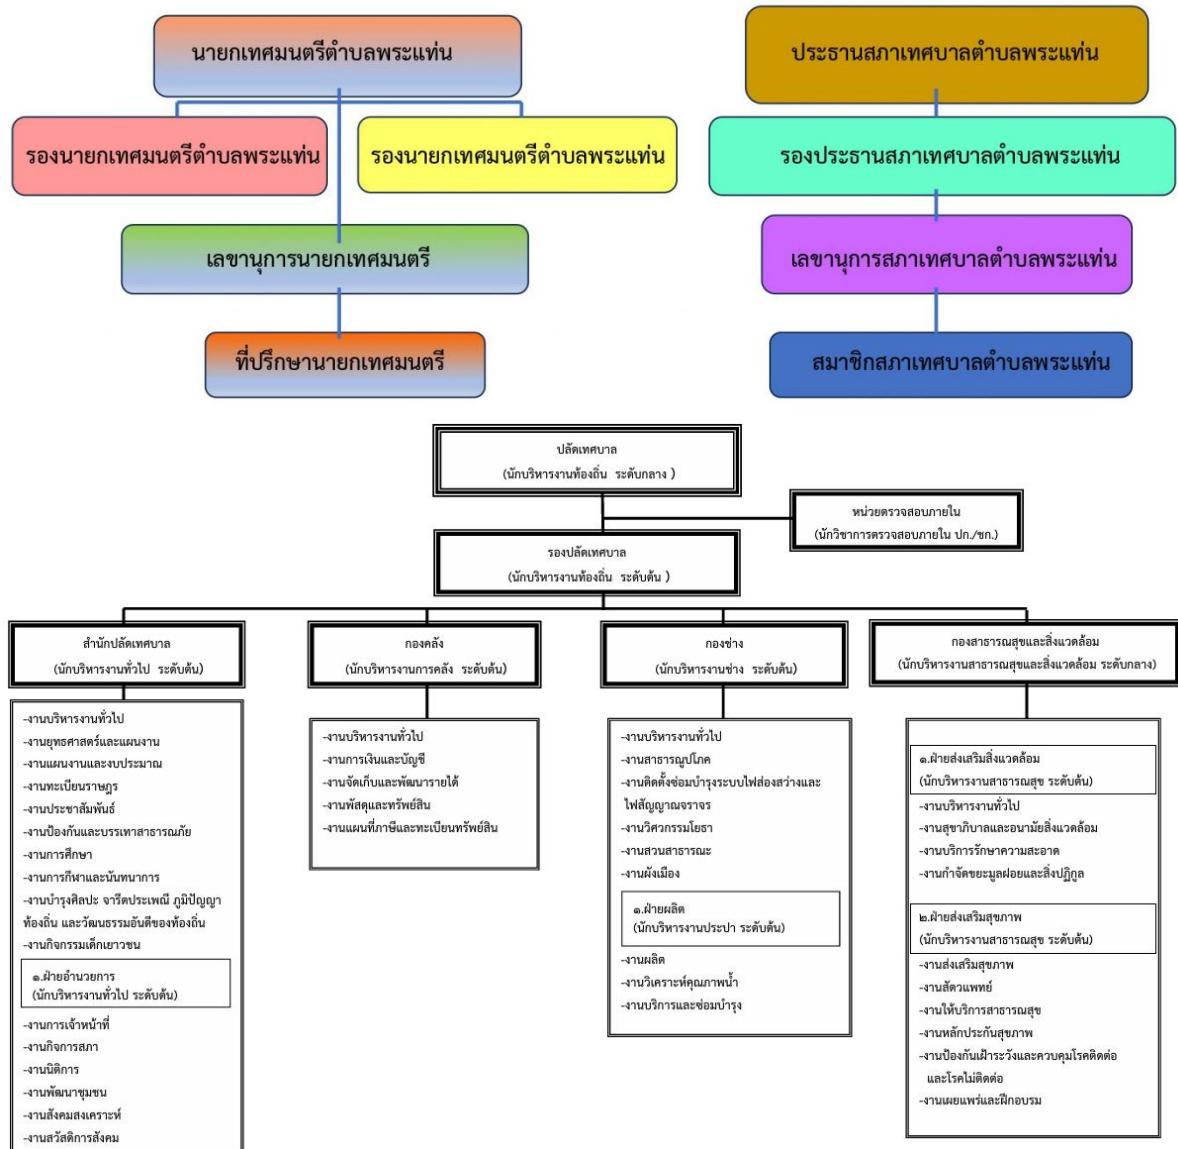 นายกเทศมนตรีตำบลพระแท่น
ประธานสภาเทศบาลตำบลพระแท่น
รองนายกเทศมนตรีตำบลพระแท่น
รองนายกเทศมนตรีตำบลพระแท่น
รองประธานสภาเทศบาลตำบลพระแท่น
เลขานุการนายกเทศมนตรี
เลขานุการสภาเทศบาลตำบลพระแท่น
ที่ปรึกษานายกเทศมนตรี
สมาชิกสภาเทศบาลตำบลพระแท่น
ปลัดเทศบาล
(นักบริหารงานท้องถิ่น ระดับกลาง )
หน่วยตรวจสอบภายใน
(นักวิชาการตรวจสอบภายใน ปก./ชก.)
รองปลัดเทศบาล
(นักบริหารงานท้องถิ่น ระดับต้น )
สำนักปลัดเทศบาล
(นักบริหารงานทั่วไป ระดับต้น)
กองคลัง
(นักบริหารงานการคลัง ระดับต้น)
กองช่าง
(นักบริหารงานช่าง ระดับต้น)
กองสาธารณสุขและสิ่งแวดล้อม
(นักบริหารงานสาธารณสุขและสิ่งแวดล้อม ระดับกลาง)
-งานบริหารงานทั่วไป
-งานยุทธศาสตร์และแผนงาน
-งานแผนงานและงบประมาณ
-งานทะเบียนราษฎร
-งานประชาสัมพันธ์
-งานป้องกันและบรรเทาสาธารณภัย
-งานการศึกษา
-งานการกีฬาและนันทนาการ
-งานบำรุงศิลปะ จารีตประเพณี ภูมิปัญญา
ท้องถิ่น และวัฒนธรรมอันดีของท้องถิ่น
-งานกิจกรรมเด็กเยาวชน
๑.ฝ่ายอำนวยการ
(นักบริหารงานทั่วไป ระดับต้น)
-งานการเจ้าหน้าที่
-งานกิจการสภา
-งานนิติการ
-งานพัฒนาชุมชน
-งานสังคมสงเคราะห์
-งานสวัสดิการสังคม
-งานบริหารงานทั่วไป
-งานการเงินและบัญชี
-งานจัดเก็บและพัฒนารายได้
-งานพัสดุและทรัพย์สิน
-งานแผนที่ภาษีและทะเบียนทรัพย์สิน
-งานบริหารงานทั่วไป
-งานสาธารณูปโภค
-งานติดตั้งซ่อมบำรุงระบบไฟส่องสว่างและ
ไฟสัญญาณจราจร
-งานวิศวกรรมโยธา
-งานสวนสาธารณะ
-งานผังเมือง
๑.ฝ่ายผลิต
(นักบริหารงานประปา ระดับต้น)
-งานผลิต
-งานวิเคราะห์คุณภาพน้ำ
-งานบริการและซ่อมบำรุง
๑.ฝ่ายส่งเสริมสิ่งแวดล้อม
(นักบริหารงานสาธารณสุข ระดับต้น)
-งานบริหารงานทั่วไป
-งานสุขาภิบาลและอนามัยสิ่งแวดล้อม
-งานบริการรักษาความสะอาด
-งานกำจัดขยะมูลฝอยและสิ่งปฏิกูล
๒.ฝ่ายส่งเสริมสุขภาพ
(นักบริหารงานสาธารณสุข ระดับต้น)
-งานส่งเสริมสุขภาพ
-งานสัตวแพทย์
-งานให้บริการสาธารณสุข
-งานหลักประกันสุขภาพ
-งานป้องกันเฝ้าระวังและควบคุมโรคติดต่อ
และโรคไม่ติดต่อ
-งานเผยแพร่และฝึกอบรม